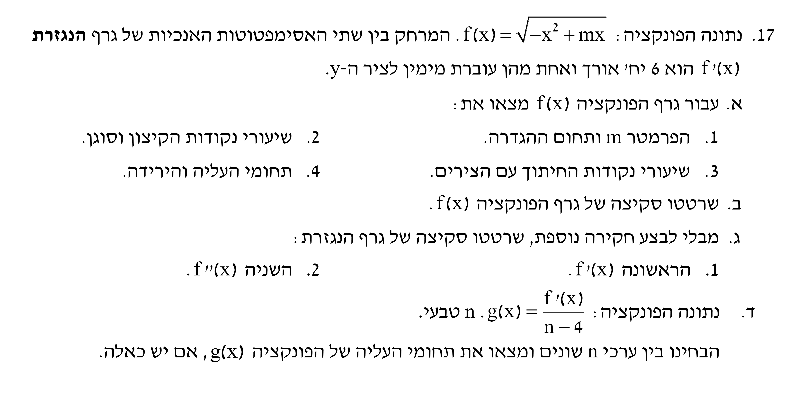 17. נתונה הפונקציה: f(x) = √(-x² + mx). המרחק בין שתי האסימפטוטות האנכיות של גרף הנגזרת
f'(x) הוא 6 יח' אורך ואחת מהן עוברת מימין לציר ה-y.
א. עבור גרף הפונקציה f(x) מצאו את:
1. הפרמטר m ותחום ההגדרה. 2. שיעורי נקודות הקיצון וסוגן.
3. שיעורי נקודות החיתוך עם הצירים. 4. תחומי העליה והירידה.
ב. שרטטו סקיצה של גרף הפונקציה f(x).
ג. מבלי לבצע חקירה נוספת, שרטטו סקיצה של גרף הנגזרת:
1. הראשונה f'(x). 2. השניה f''(x).
ד. נתונה הפונקציה: g(x) = f'(x)/(n-4). n טבעי.
הבחינו בין ערכי n שונים ומצאו את תחומי העליה של הפונקציה g(x), אם יש כאלה.